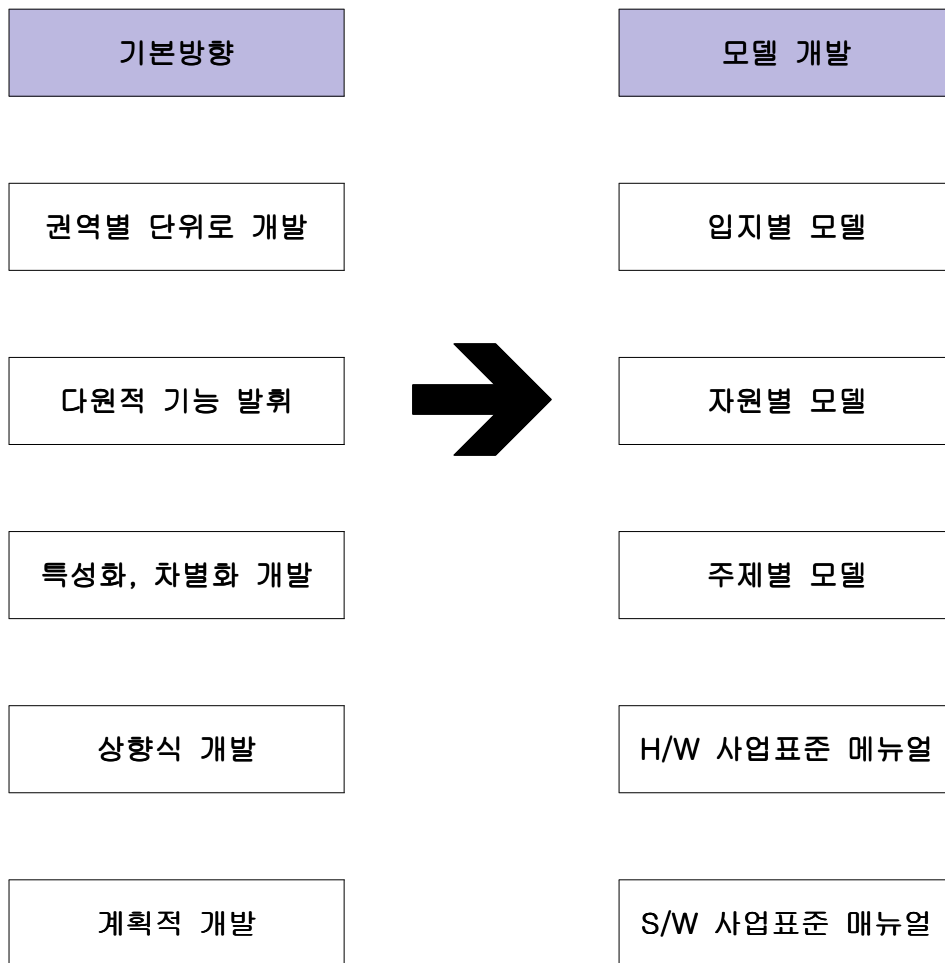 기본방향
모델 개발
권역별 단위로 개발
입지별 모델
다원적 기능 발휘
자원별 모델
특성화, 차별화 개발
주제별 모델
상향식 개발
H/W 사업표준 메뉴얼
계획적 개발
S/W 사업표준 매뉴얼